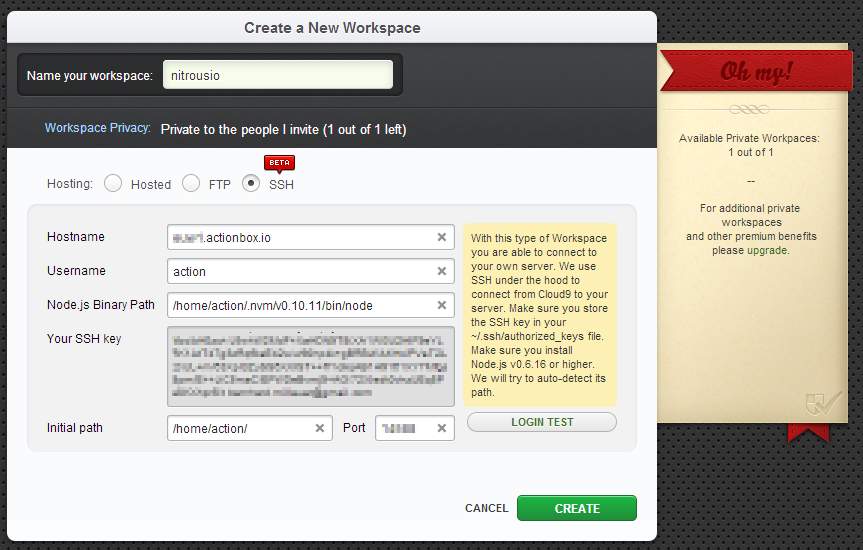 Create a New Workspace
Name your workspace: nitrousio
Workspace Privacy: Private to the people I invite (1 out of 1 left)
BETA
Hosting: Hosted FTP SSH
Hostname .actionbox.io
Username action
Node.js Binary Path /home/action/.nvm/v0.10.11/bin/node
Your SSH key
Initial path /home/action/ Port
With this type of Workspace
you are able to connect to
your own server. We use
SSH under the hood to
connect from Cloud9 to your
server. Make sure you store
the SSH key in your
~/.ssh/authorized_keys file.
Make sure you install
Node.js v0.6.16 or higher.
We will try to auto-detect its
path.
LOGIN TEST
CANCEL CREATE
Oh my!
Available Private Workpaces:
1 out of 1
--
For additional private
workspaces
and other premium benefits
please upgrade.